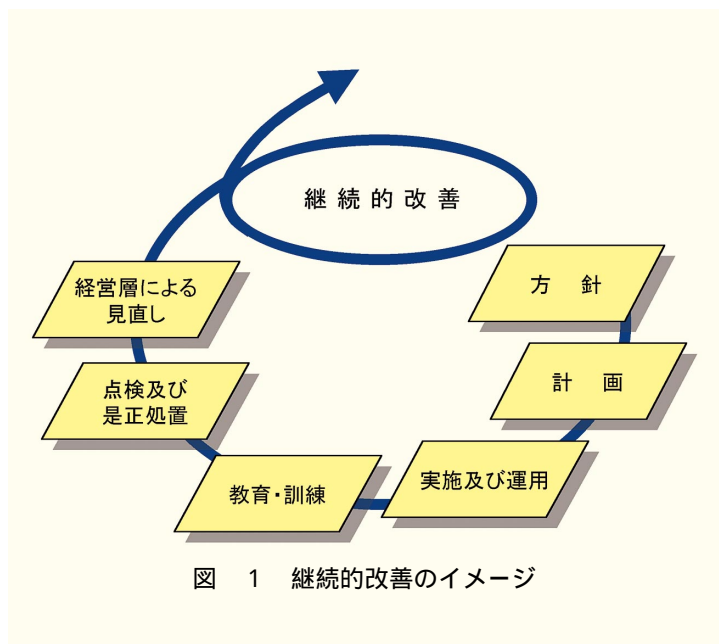 継続的改善
方　針
計　画
実施及び運用
教育・訓練
点検及び
是正処置
経営層による
見直し
図　1　継続的改善のイメージ